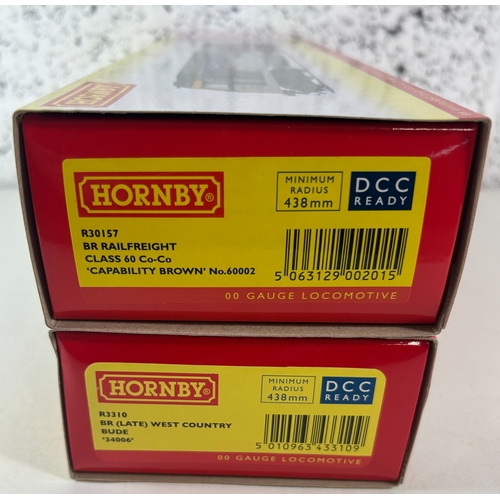 HORNBY
HORNBY®
MINIMUM
RADIUS
438mm
DCC
READY
R30157
BR RAILFREIGHT
CLASS 60 Co-Co
'CAPABILITY BROWN' No.60002
5 063129 002015
00 GAUGE LOCOMOTIVE
HORNBY®
MINIMUM
RADIUS
438mm
DCC
READY
R3310
BR (LATE) WEST COUNTRY
BUDE
'34006'
5 010963 433109
00 GAUGE LOCOMOTIVE